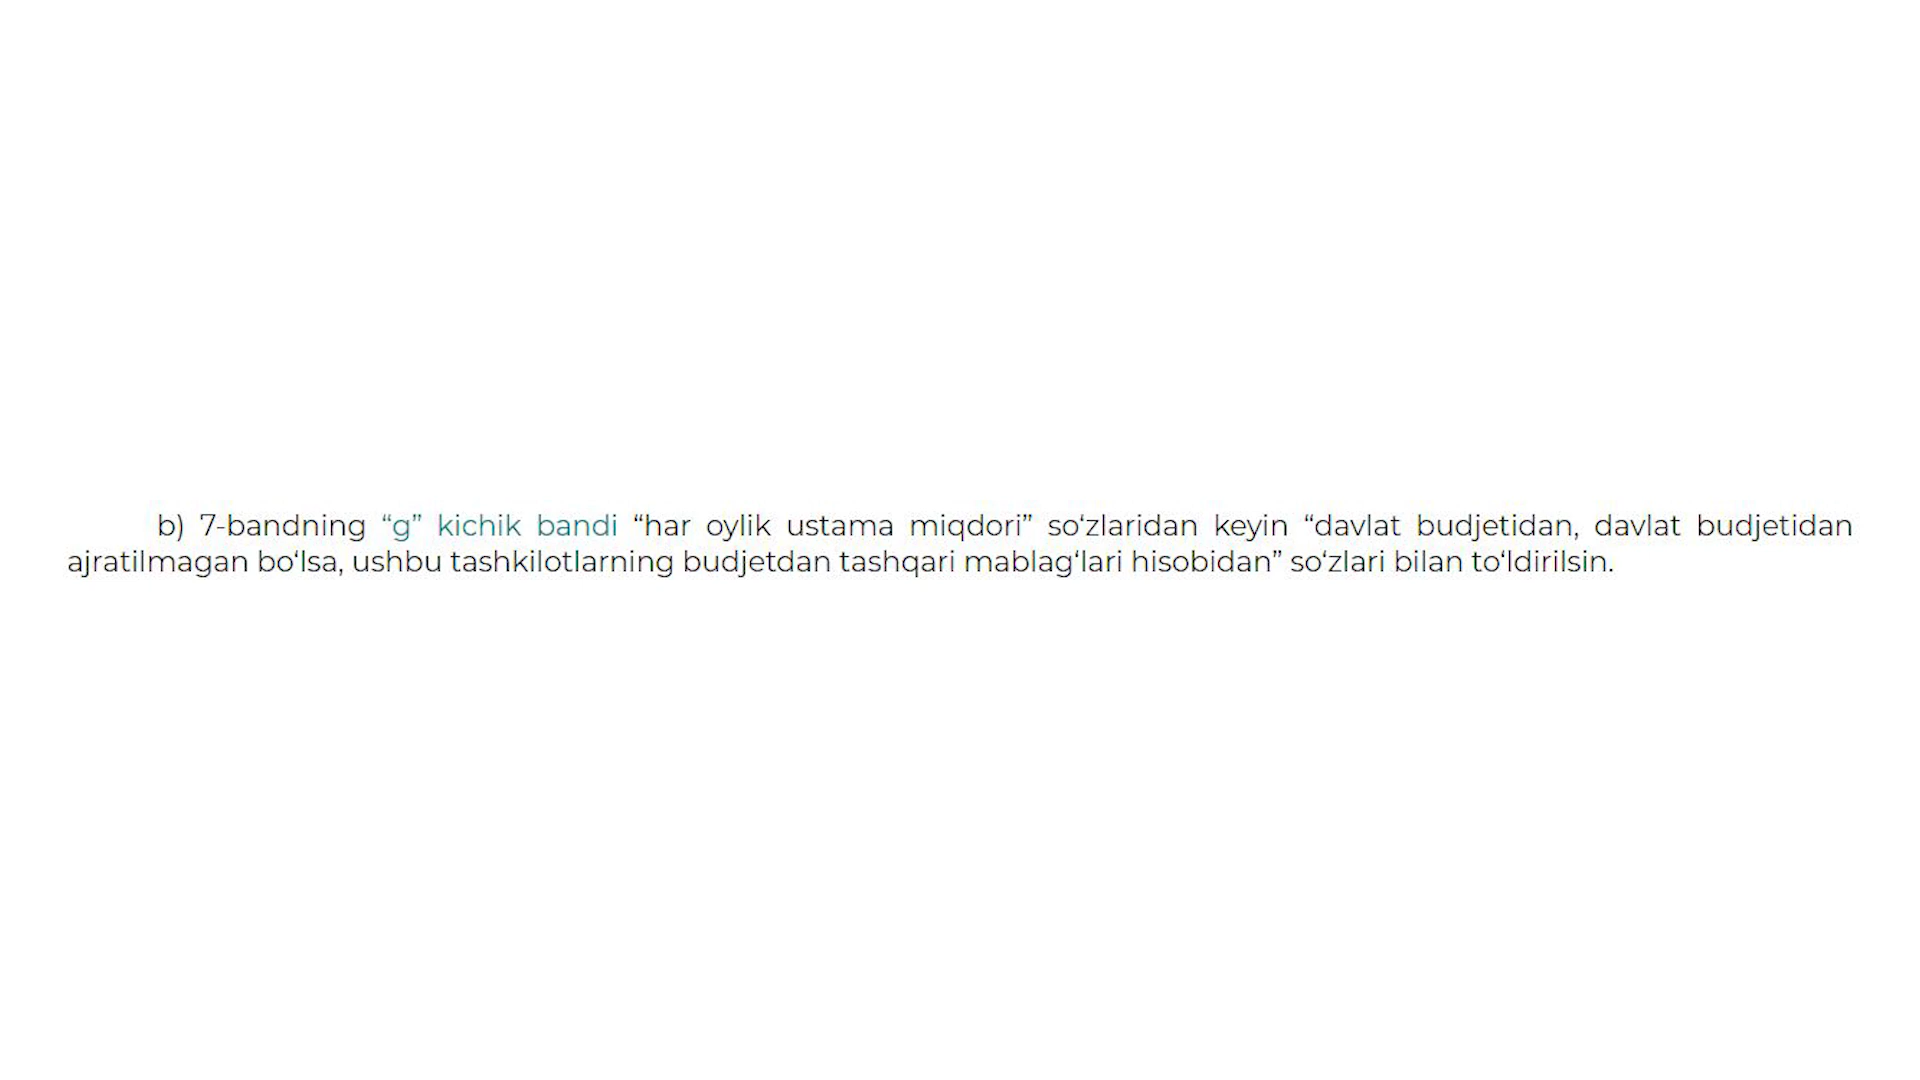 b) 7-bandning “g” kichik bandi “har oylik ustama miqdori” so‘zlaridan keyin “davlat budjetidan, davlat budjetidan
ajratilmagan bo‘lsa, ushbu tashkilotlarning budjetdan tashqari mablag‘lari hisobidan” so‘zlari bilan to‘ldirilsin.